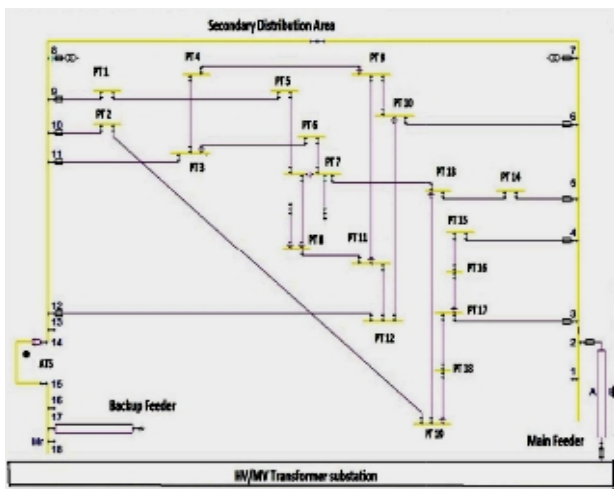 Secondary Distribution Area
8
7
PT 4
PT 9
PT 1
PT 5
9
PT 10
PT 2
10
PT 6
6
11
PT 3
PT 7
PT 13
PT 14
5
PT 15
4
PT 8
PT 11
PT 16
12
PT 17
3
13
PT 12
14
2
ATS
PT 18
15
1
A
16
Backup Feeder
17
PT 19
Main Feeder
Mr
18
HV/MV Transformer substation